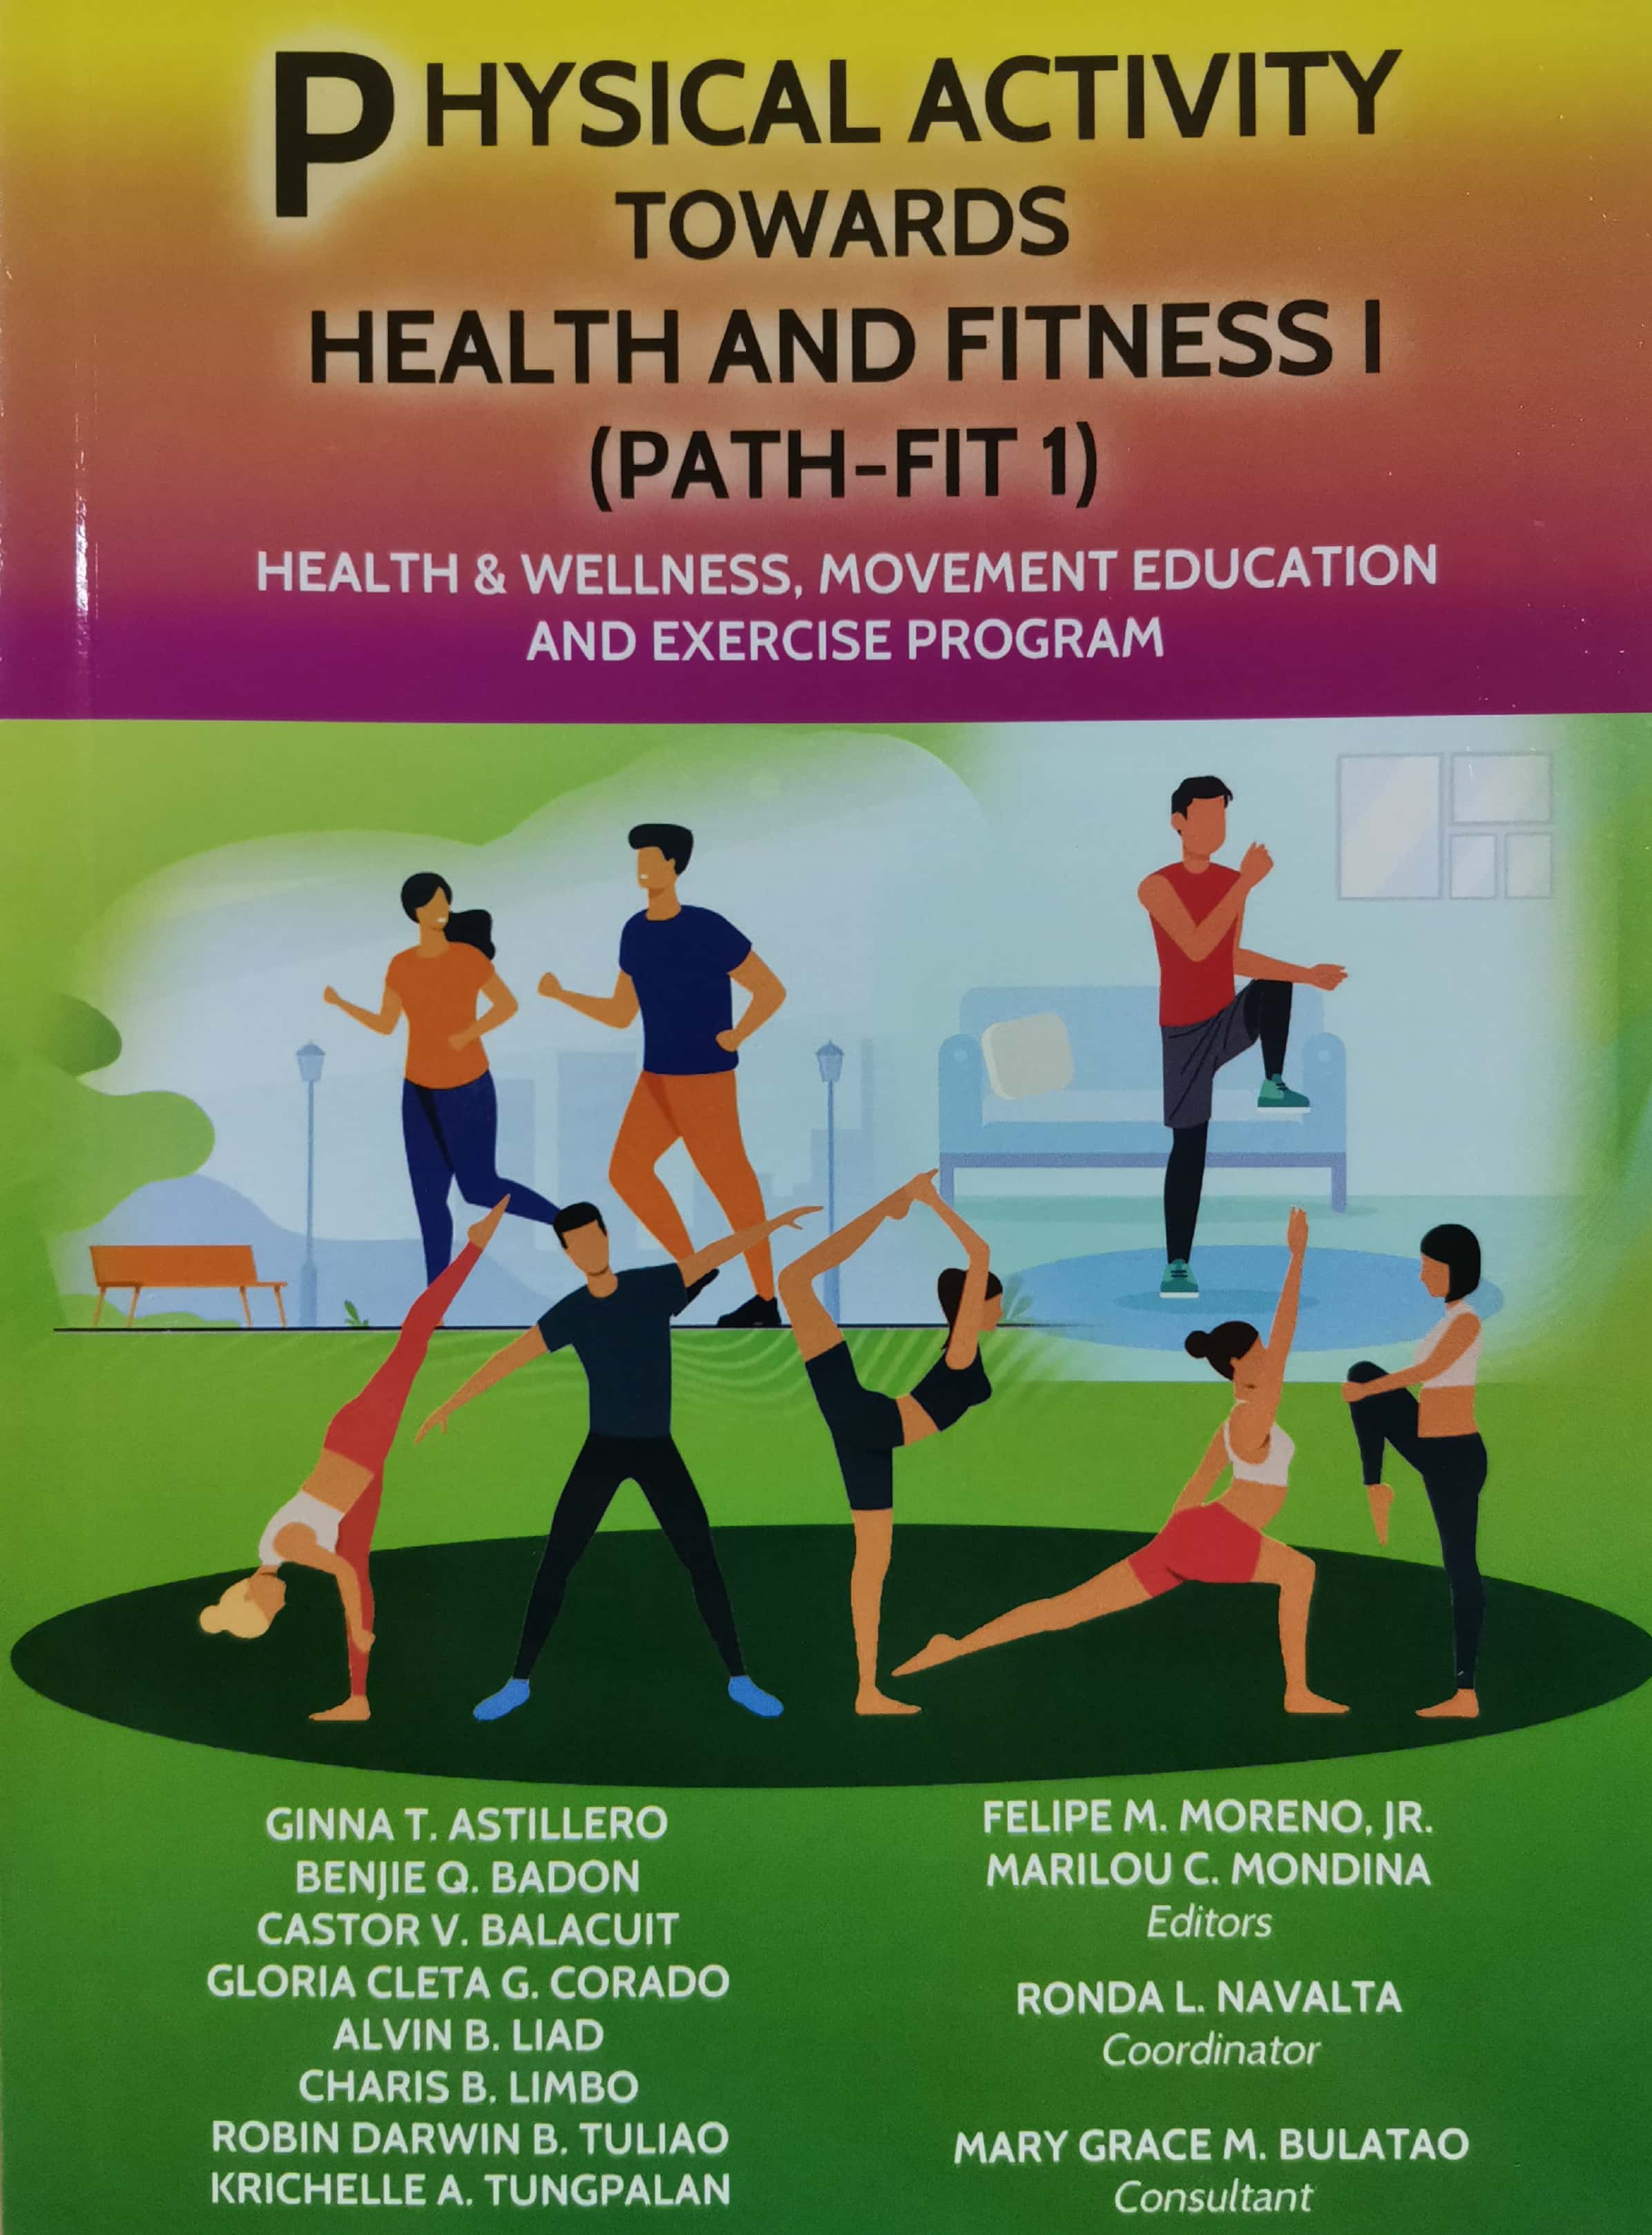 PHYSICAL ACTIVITY
TOWARDS
HEALTH AND FITNESS I
(PATH-FIT 1)
HEALTH & WELLNESS, MOVEMENT EDUCATION
AND EXERCISE PROGRAM
GINNA T. ASTILLERO
BENJIE Q. BADON
CASTOR V. BALACUIT
GLORIA CLETA G. CORADO
ALVIN B. LIAD
CHARIS B. LIMBO
ROBIN DARWIN B. TULIAO
KRICHELLE A. TUNGPALAN
FELIPE M. MORENO, JR.
MARILOU C. MONDINA
Editors
RONDA L. NAVALTA
Coordinator
MARY GRACE M. BULATAO
Consultant